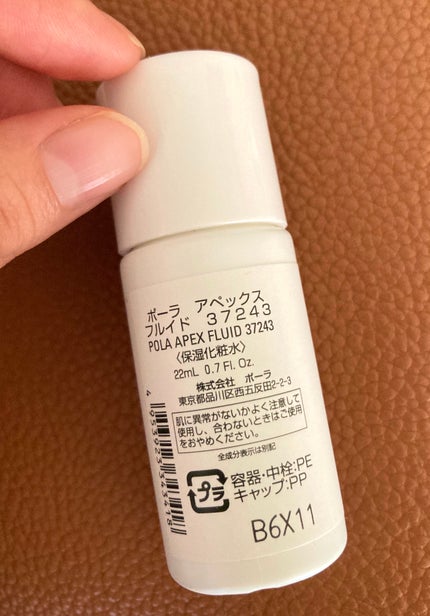 ポーラ アペックス
フルイド 37243
POLA APEX FLUID 37243
〈保湿化粧水〉
22mL 0.7 Fl. Oz.
株式会社 ポーラ
東京都品川区西五反田2-2-3
肌に異常がないかよく注意して
使用し、合わないときはご使用
をおやめください。
全成分表示は別記
プラ
容器・中栓:PE
キャップ:PP
B6X11
4 953923 343418